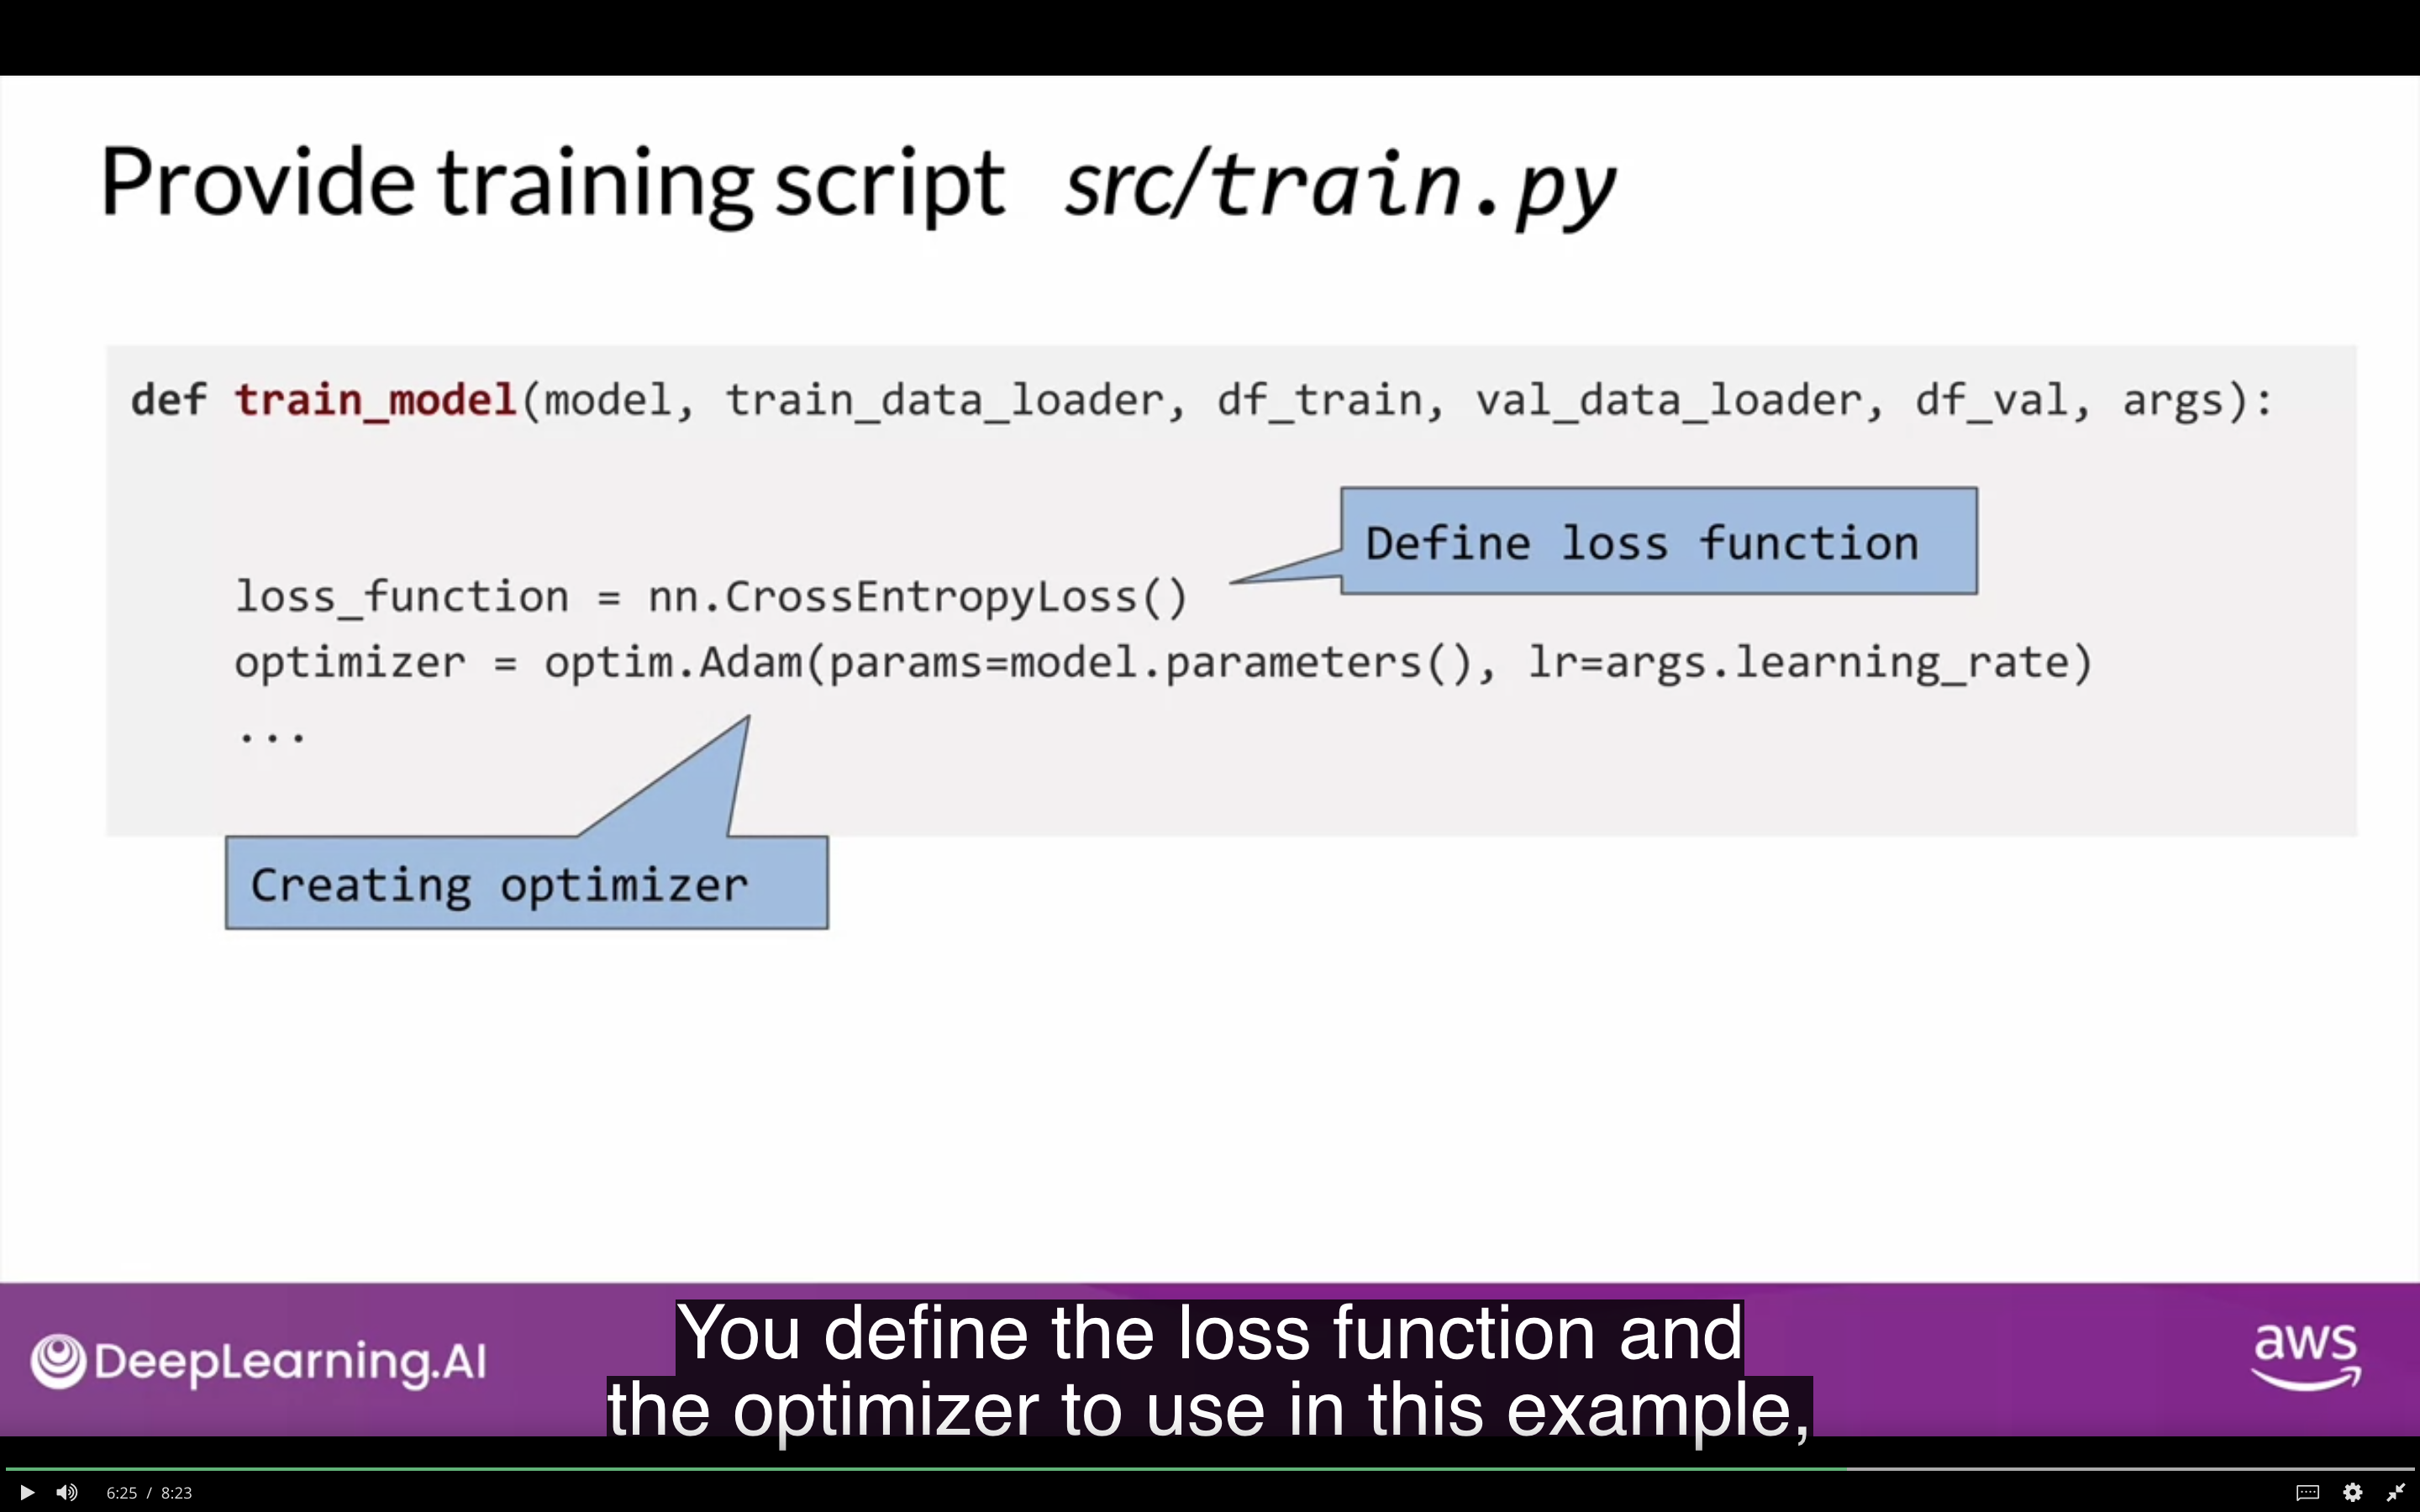 Provide training script src/train.py
def train_model(model, train_data_loader, df_train, val_data_loader, df_val, args):
Define loss function
loss_function = nn.CrossEntropyLoss()
optimizer = optim.Adam(params=model.parameters(), lr=args.learning_rate)
...
Creating optimizer
DeepLearning.AI
You define the loss function and
the optimizer to use in this example,
aws
6:25 / 8:23